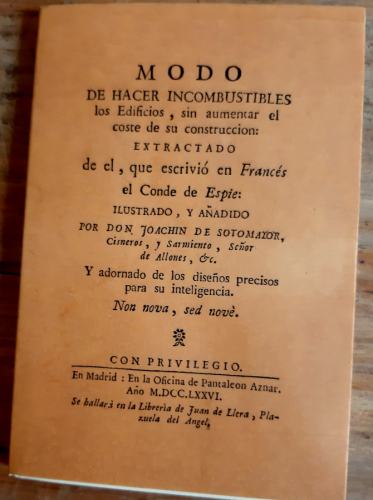 MODO
DE HACER INCOMBUSTIBLES
los Edificios, sin aumentar el
coste de su construccion:
EXTRACTADO
de el, que escrivió en Francés
el Conde de Espie:
ILUSTRADO, Y AÑADIDO
POR DON JOACHIN DE SOTOMAYOR,
Cisneros, y Sarmiento, Señor
de Allones, &c.
Y adornado de los diseños precisos
para su inteligencia.
Non nova, sed novè.
CON PRIVILEGIO.
En Madrid: En la Oficina de Pantaleon Aznar.
Año M.DCC.LXXVI.
Se hallará en la Librería de Juan de Llera, Pla-
zuela del Angel.